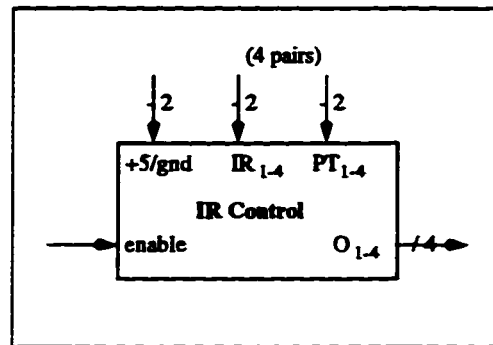 (4 pairs)
2 2 2
+5/gnd IR 1-4 PT 1-4
IR Control
enable O 1-4 4